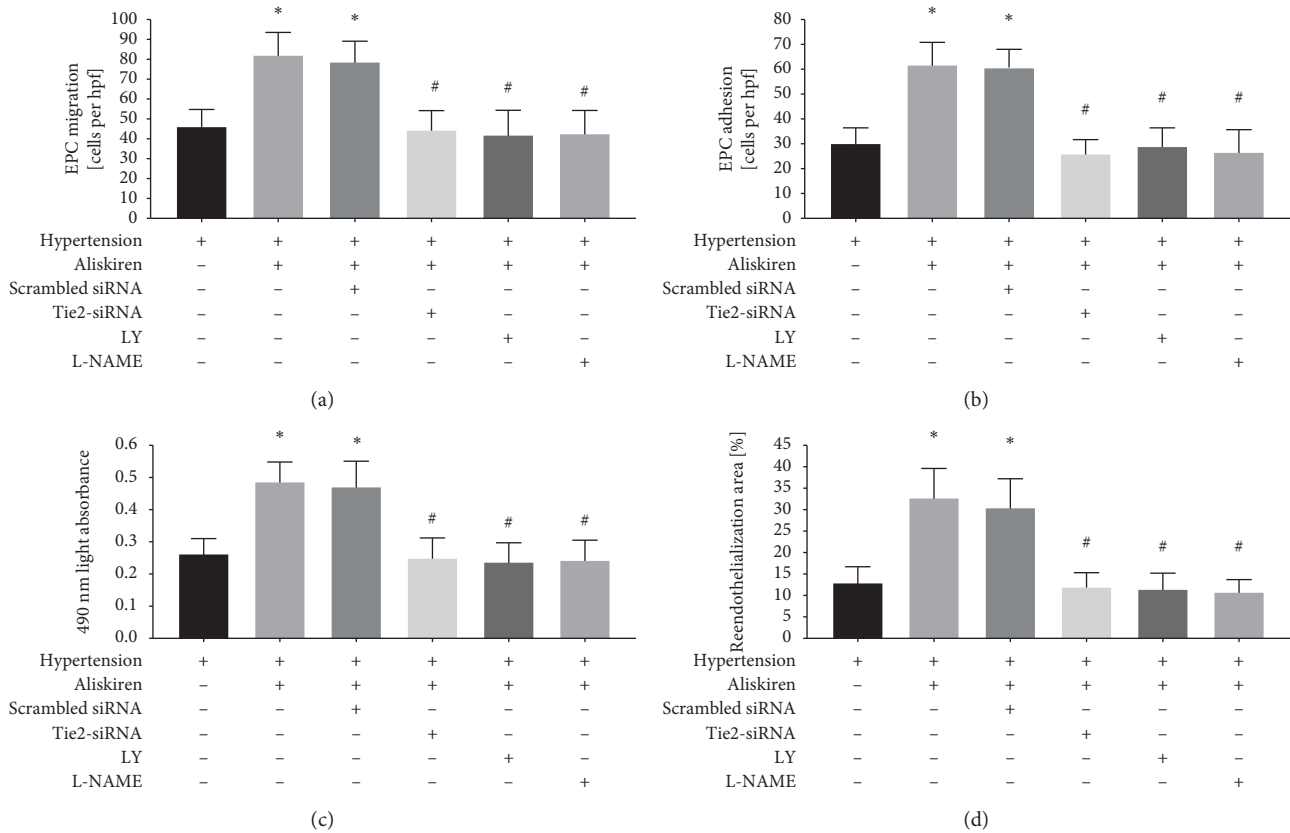 EPC migration
[cells per hpf]
100
90
80
70
60
50
40
30
20
10
0
* * # # #
Hypertension + + + + + +
Aliskiren – + + + + +
Scrambled siRNA – – + – – –
Tie2-siRNA – – – + – –
LY – – – – + –
L-NAME – – – – – +
(a)
EPC adhesion
[cells per hpf]
80
70
60
50
40
30
20
10
0
* * # # #
Hypertension + + + + + +
Aliskiren – + + + + +
Scrambled siRNA – – + – – –
Tie2-siRNA – – – + – –
LY – – – – + –
L-NAME – – – – – +
(b)
490 nm light absorbance
0.6
0.5
0.4
0.3
0.2
0.1
0.0
* * # # #
Hypertension + + + + + +
Aliskiren – + + + + +
Scrambled siRNA – – + – – –
Tie2-siRNA – – – + – –
LY – – – – + –
L-NAME – – – – – +
(c)
Reendothelialization area [%]
45
40
35
30
25
20
15
10
5
0
* * # # #
Hypertension + + + + + +
Aliskiren – + + + + +
Scrambled siRNA – – + – – –
Tie2-siRNA – – – + – –
LY – – – – + –
L-NAME – – – – – +
(d)